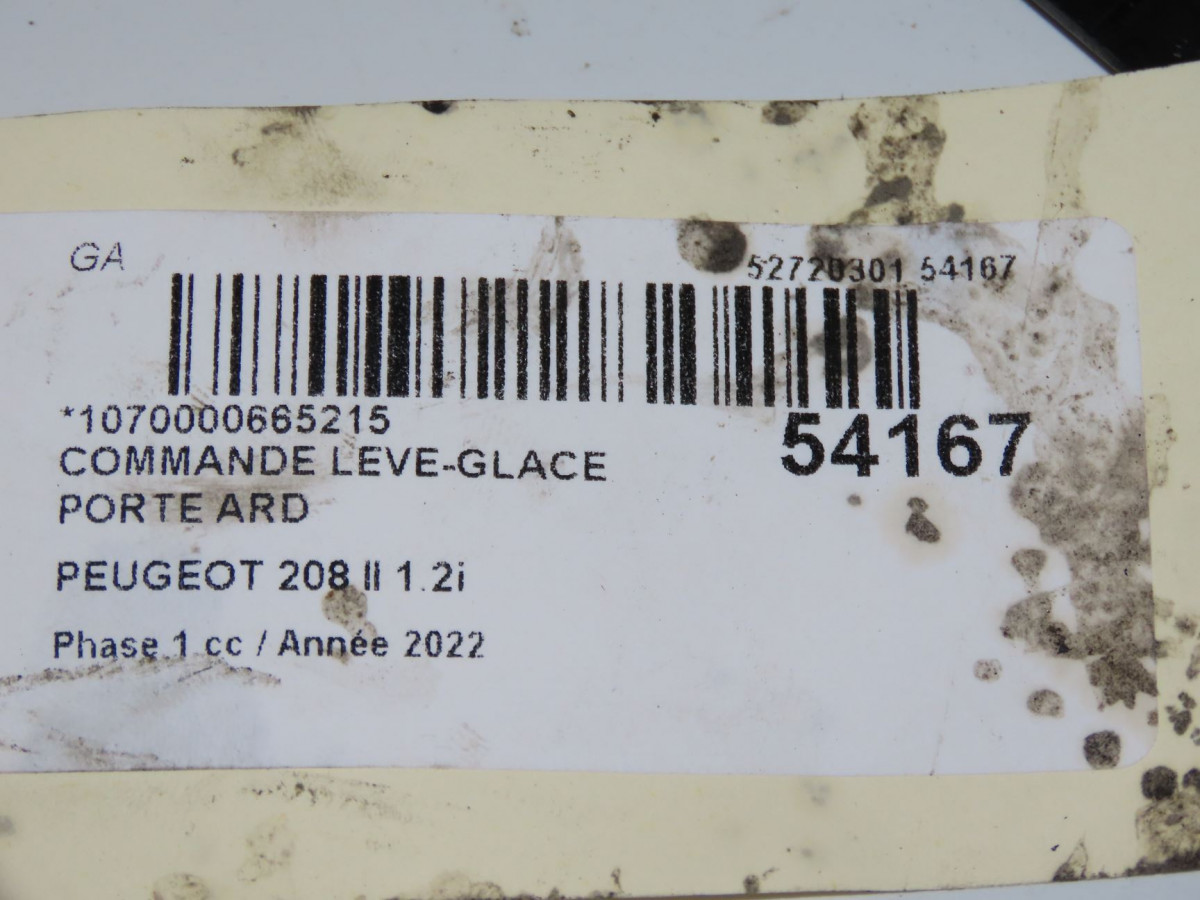 GA
52720301 54167
*1070000665215
54167
COMMANDE LEVE-GLACE
PORTE ARD
PEUGEOT 208 II 1.2i
Phase 1 cc / Année 2022